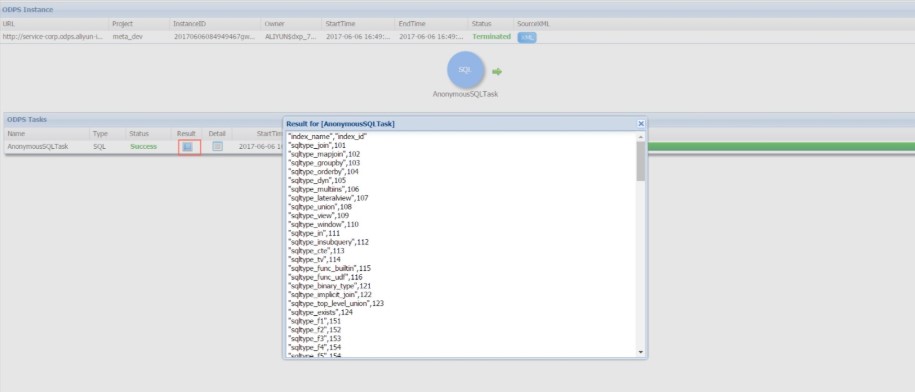 ODPS Instance
URL Project InstanceID Owner StartTime EndTime Status SourceXML
http://service-corp.odps.aliyun-i... meta_dev ALIYUN$dxp_7... 2017-06-06 16:49:... 2017-06-06 16:49:... Terminated XML
SQL
AnonymousSQLTask
ODPS Tasks
Name Type Status Result Detail StartTim
AnonymousSQLTask SQL Success 2017-06-06 1
Result for [AnonymousSQLTask]
"index_name","index_id"
"sqltype_join",101
"sqltype_mapjoin",102
"sqltype_groupby",103
"sqltype_orderby",104
"sqltype_dyn",105
"sqltype_multiins",106
"sqltype_lateralview",107
"sqltype_union",108
"sqltype_view",109
"sqltype_window",110
"sqltype_in",111
"sqltype_insubquery",112
"sqltype_cte",113
"sqltype_tv",114
"sqltype_func_builtin",115
"sqltype_func_udf",116
"sqltype_binary_type",121
"sqltype_implicit_join",122
"sqltype_top_level_union",123
"sqltype_exists",124
"sqltype_f1",151
"sqltype_f2",152
"sqltype_f3",153
"sqltype_f4",154
"sqltype_f5",154